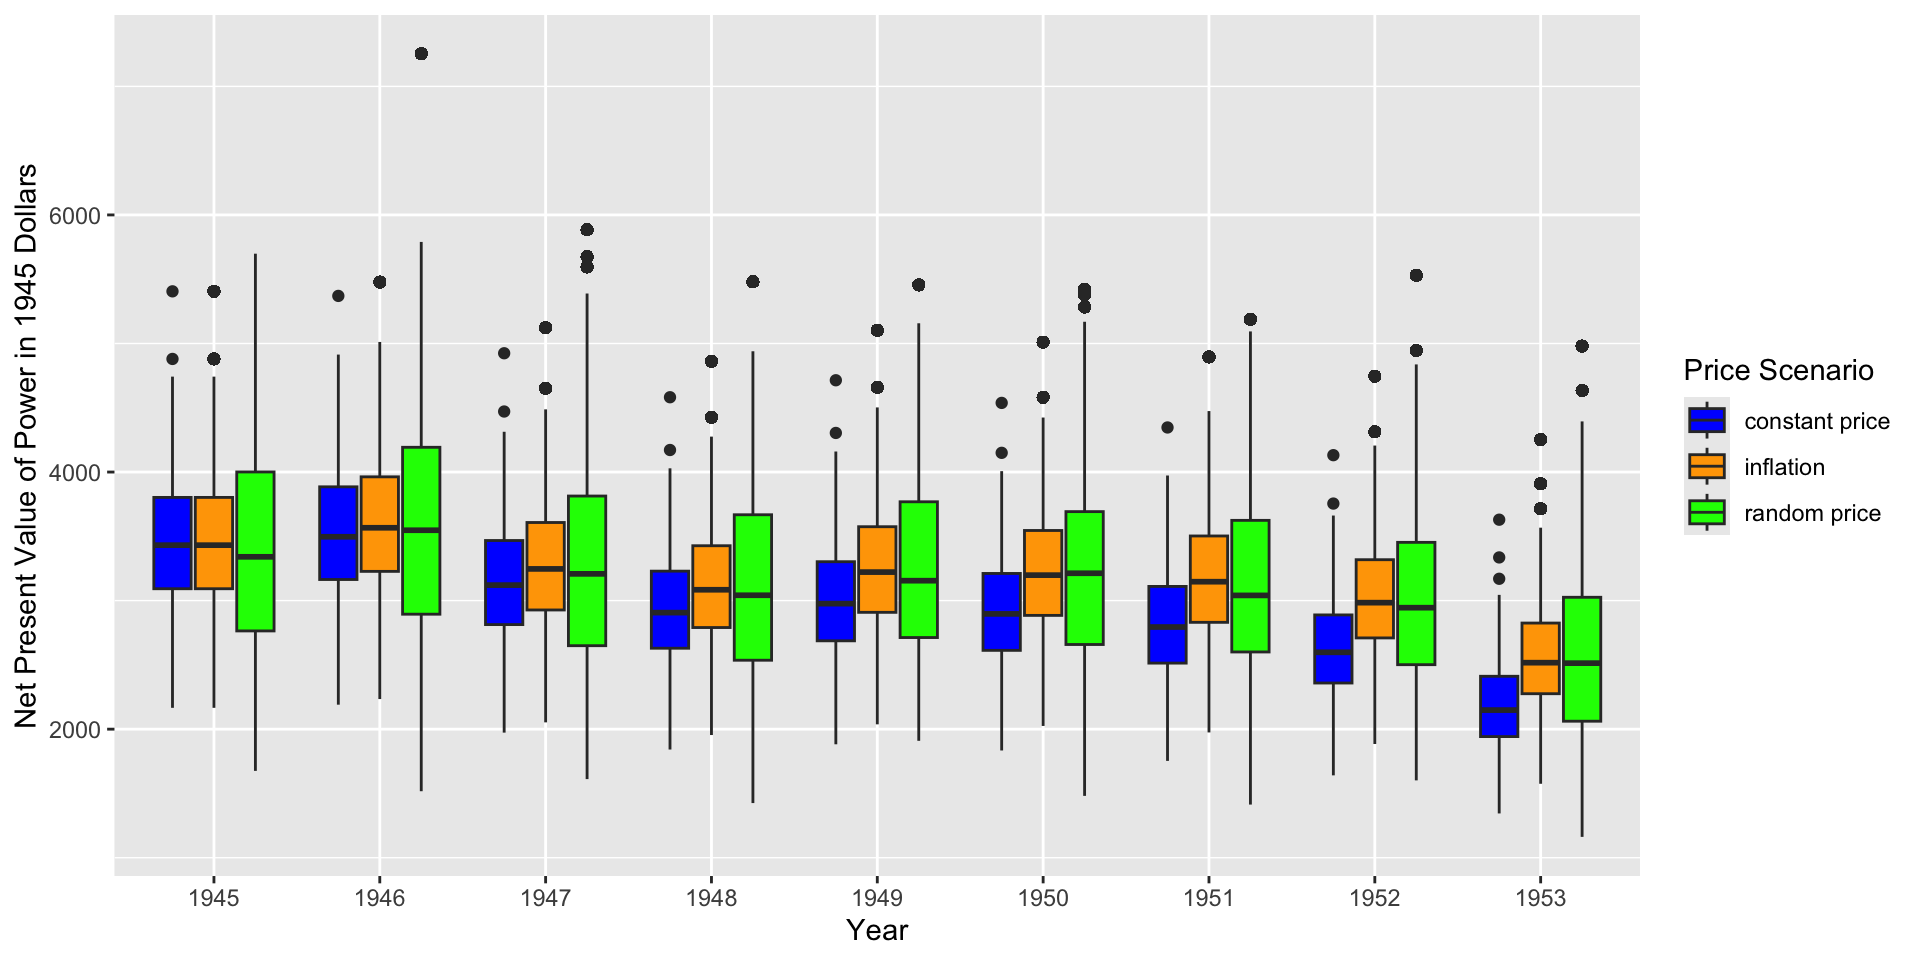 Net Present Value of Power in 1945 Dollars
6000
4000
2000
1945 1946 1947 1948 1949 1950 1951 1952 1953
Year
Price Scenario
constant price
inflation
random price